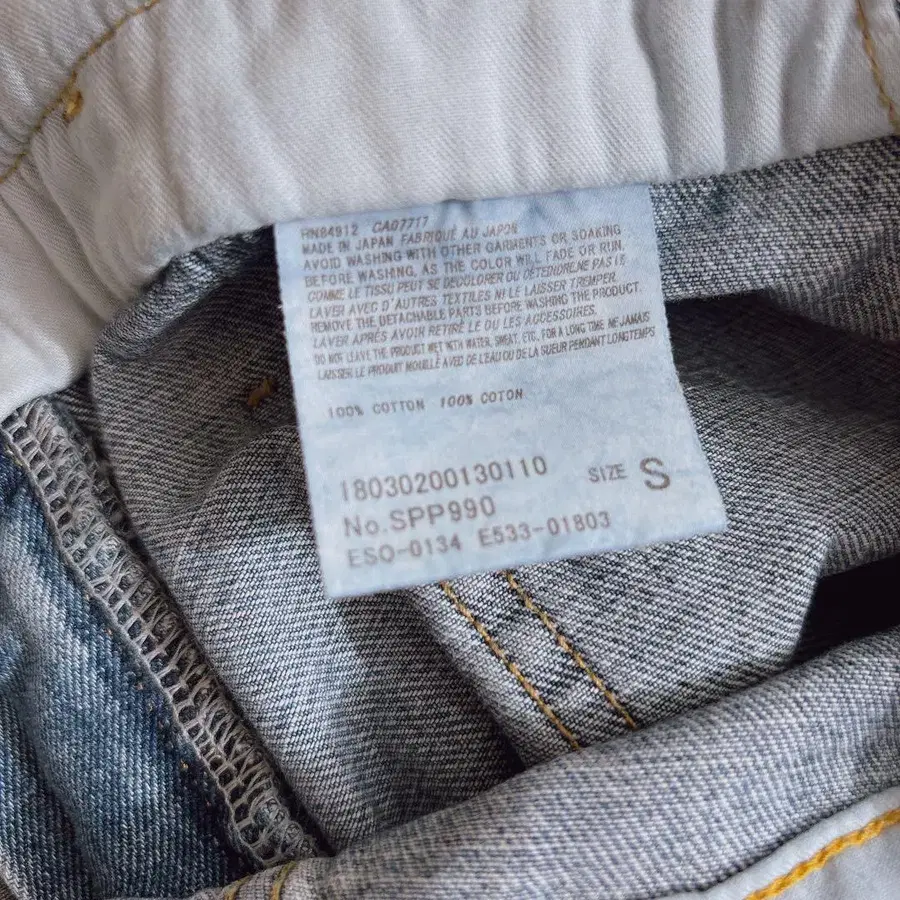 RN84912 CA07717
MADE IN JAPAN FABRIQUÉ AU JAPON
AVOID WASHING WITH OTHER GARMENTS OR SOAKING
BEFORE WASHING, AS THE COLOR WILL FADE OR RUN.
COMME LE TISSU PEUT SE DECOLORER OU DÉTEINDRE NE PAS LE
LAVER AVEC D'AUTRES TEXTILES NI LE LAISSER TREMPER.
REMOVE THE DETACHABLE PARTS BEFORE WASHING THE PRODUCT.
LAVER APRÈS AVOIR RETIRÉ LE OU LES ACCESSOIRES.
DO NOT LEAVE THE PRODUCT WET WITH WATER, SWEAT, ETC. FOR A LONG TIME NE JAMAIS
LAISSER LE PRODUIT MOUILLÉ AVEC DE L'EAU OU DE LA SUEUR PENDANT LONGTEMPS
100% COTTON 100% COTON
18030200130110 SIZE S
No.SPP990
ESO-0134 E533-01803